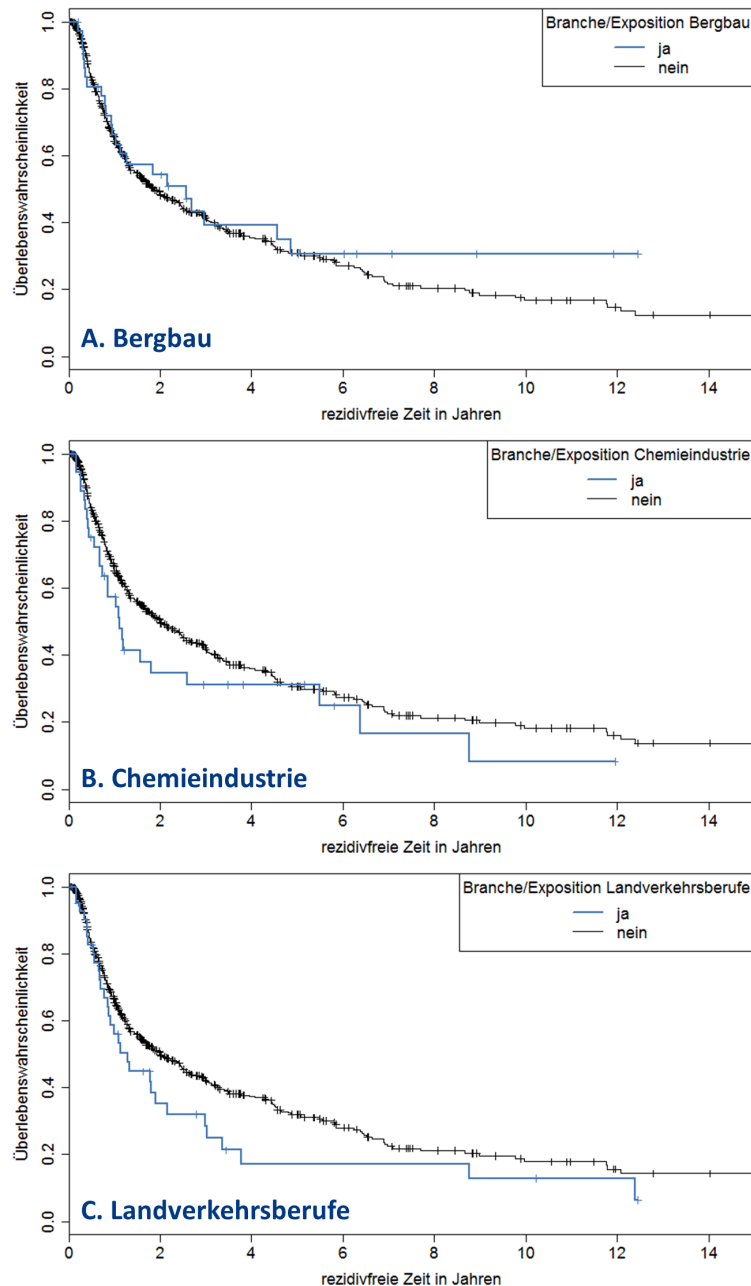 Branche/Exposition Bergbau
ja
nein
Überlebenswahrscheinlichkeit
1.0
0.8
0.6
0.4
0.2
0.0
A. Bergbau
0 2 4 6 8 10 12 14
rezidivfreie Zeit in Jahren
Branche/Exposition Chemieindustrie
ja
nein
Überlebenswahrscheinlichkeit
1.0
0.8
0.6
0.4
0.2
0.0
B. Chemieindustrie
0 2 4 6 8 10 12 14
rezidivfreie Zeit in Jahren
Branche/Exposition Landverkehrsberufe
ja
nein
Überlebenswahrscheinlichkeit
1.0
0.8
0.6
0.4
0.2
0.0
C. Landverkehrsberufe
0 2 4 6 8 10 12 14
rezidivfreie Zeit in Jahren